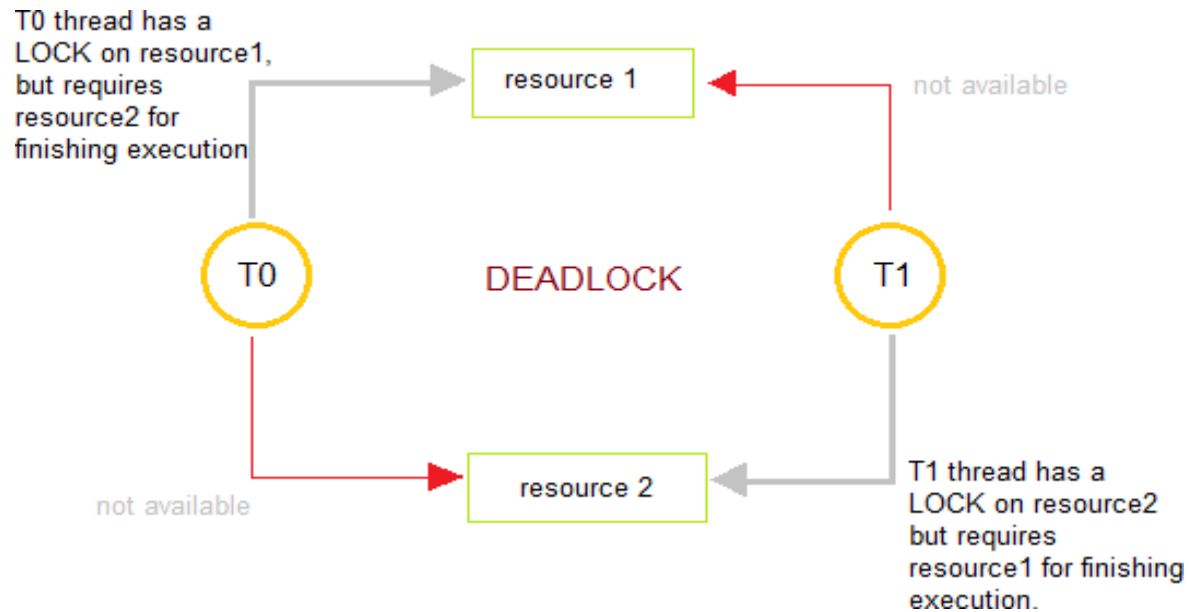 T0 thread has a
LOCK on resource1,
but requires
resource2 for
finishing execution
resource 1
not available
T0
DEADLOCK
T1
not available
resource 2
T1 thread has a
LOCK on resource2
but requires
resource1 for finishing
execution.